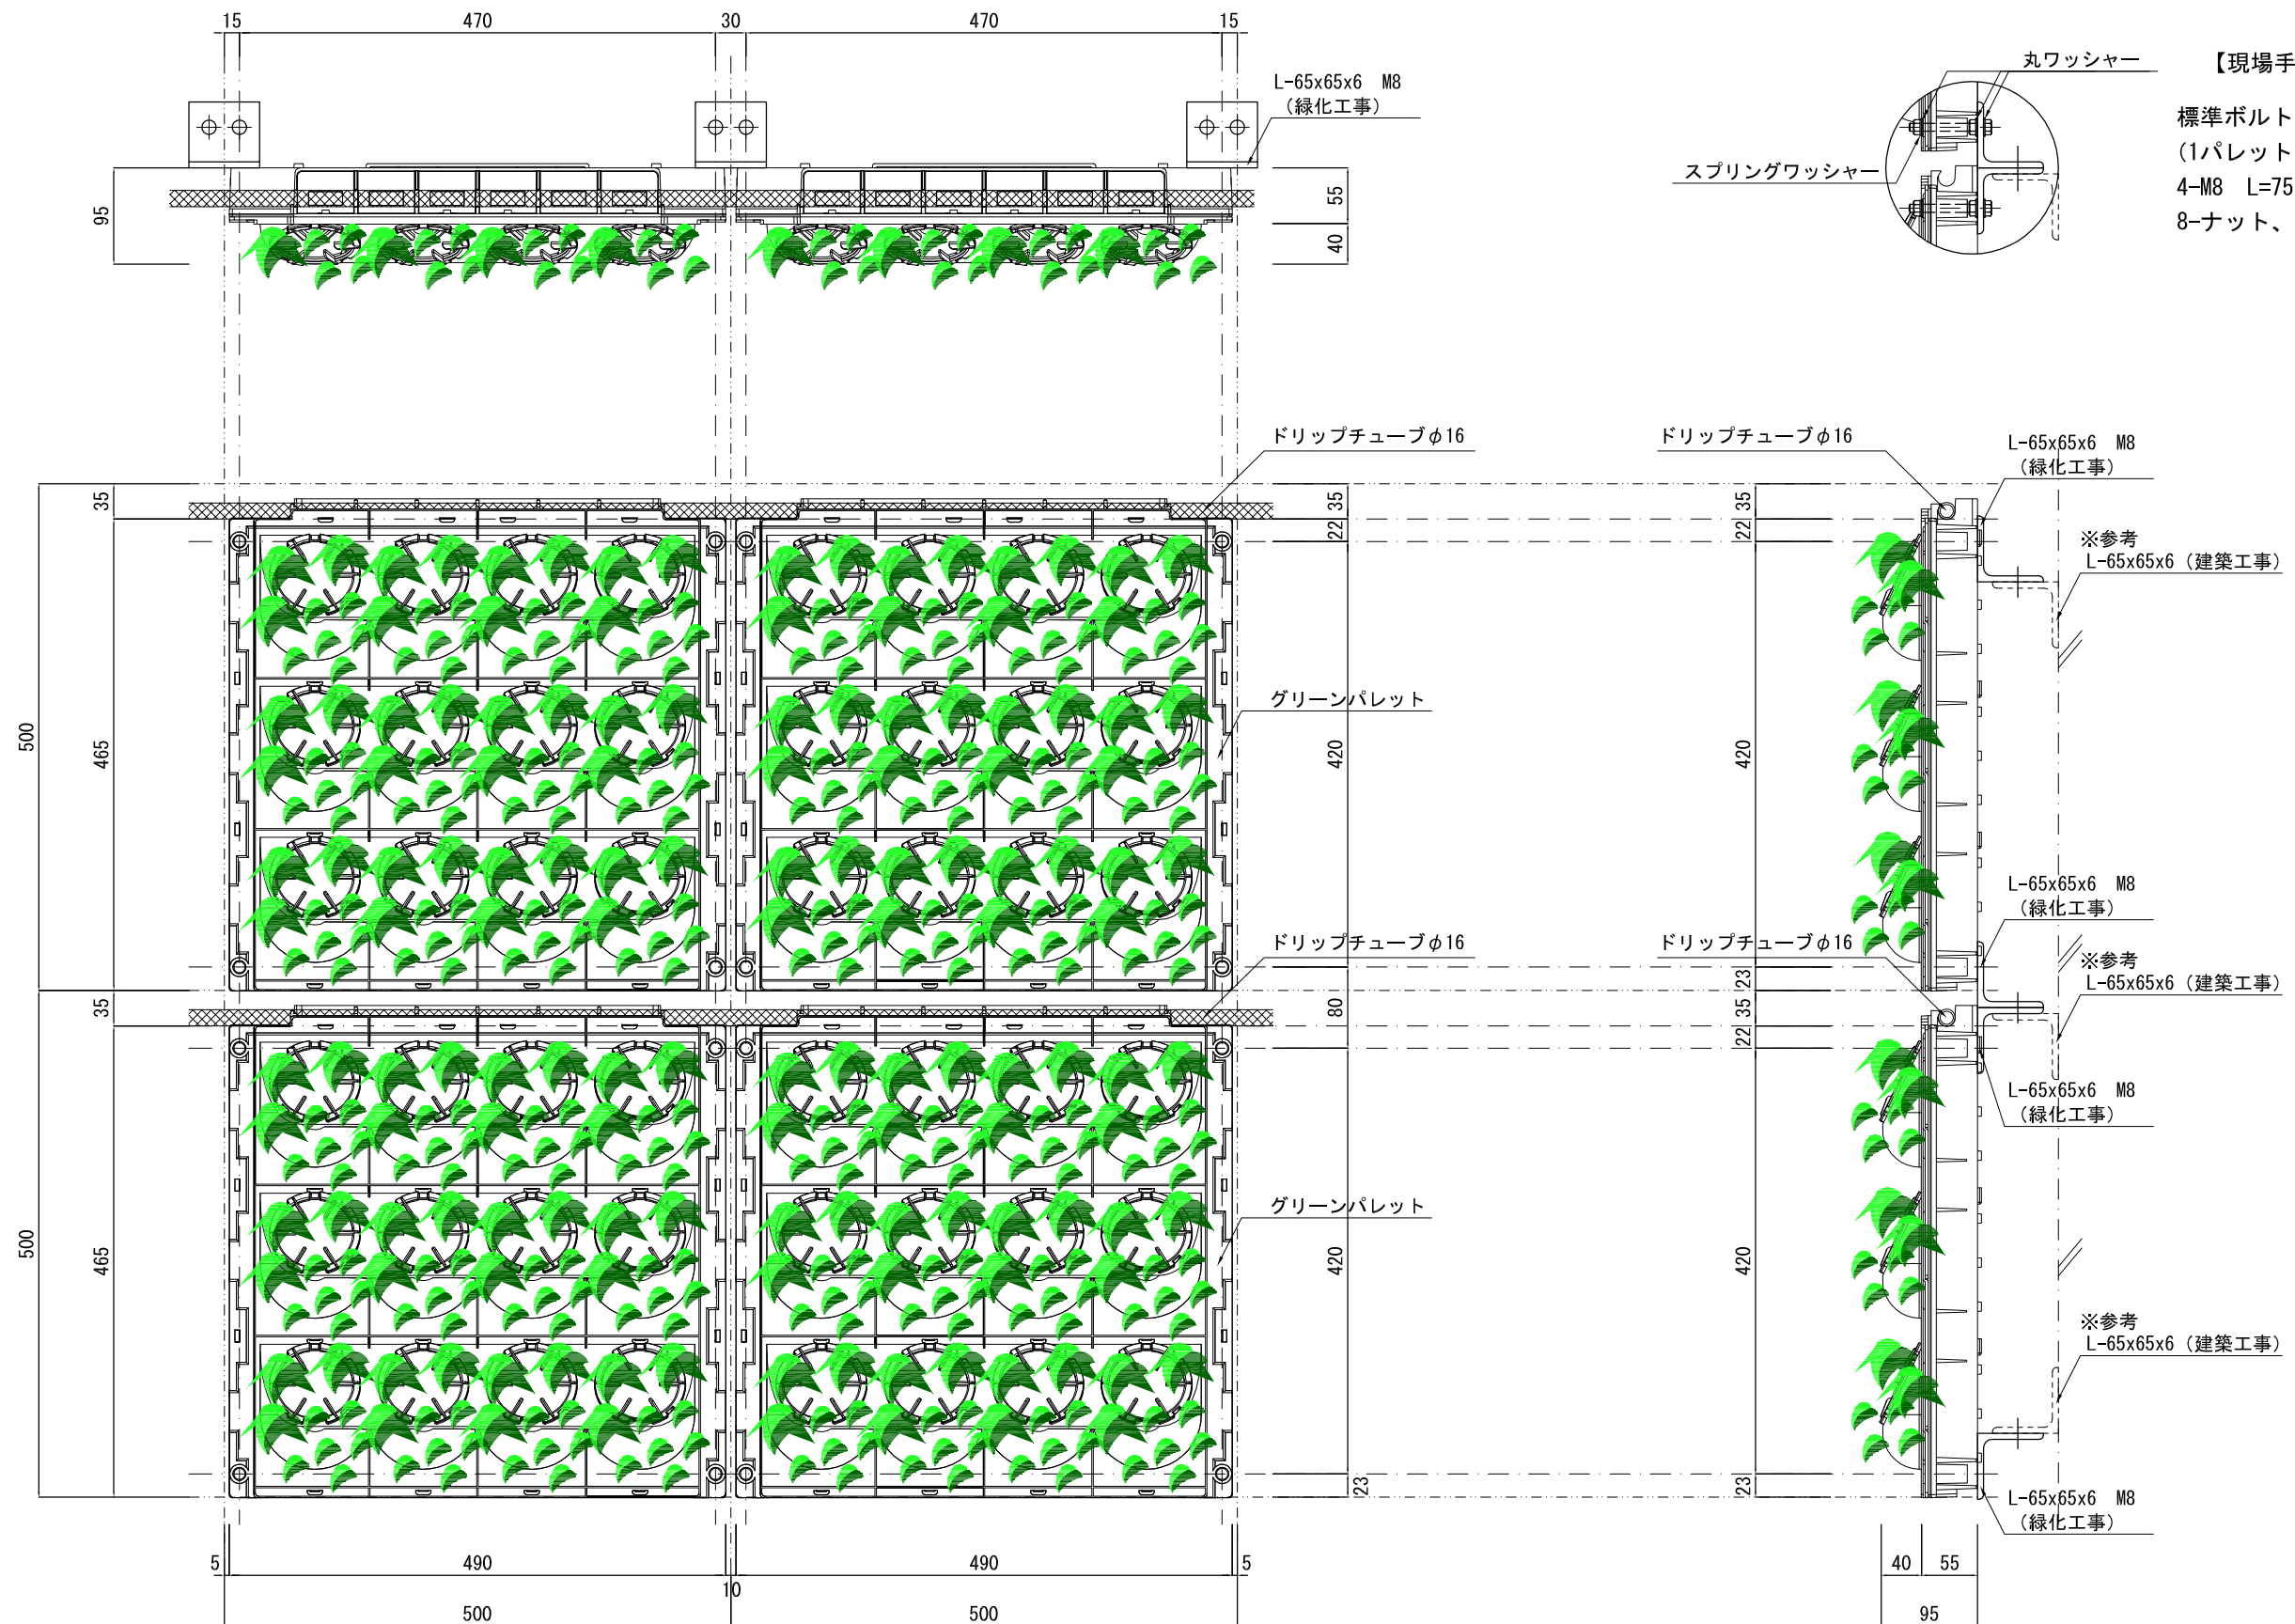 15 470 30 470 15
L-65x65x6 M8
（緑化工事）
95
55
40
丸ワッシャー
スプリングワッシャー
【現場手
標準ボルト
(1パレット
4-M8 L=75
8-ナット、
ドリップチューブφ16
ドリップチューブφ16
L-65x65x6 M8
（緑化工事）
※参考
L-65x65x6（建築工事）
35
35
35
22
22
500
465
グリーンパレット
420
420
L-65x65x6 M8
（緑化工事）
ドリップチューブφ16
ドリップチューブφ16
※参考
L-65x65x6（建築工事）
23
35
80
35
22
L-65x65x6 M8
（緑化工事）
500
465
グリーンパレット
420
420
※参考
L-65x65x6（建築工事）
23
23
L-65x65x6 M8
（緑化工事）
5 490 490 5
10
500 500
40 55
95